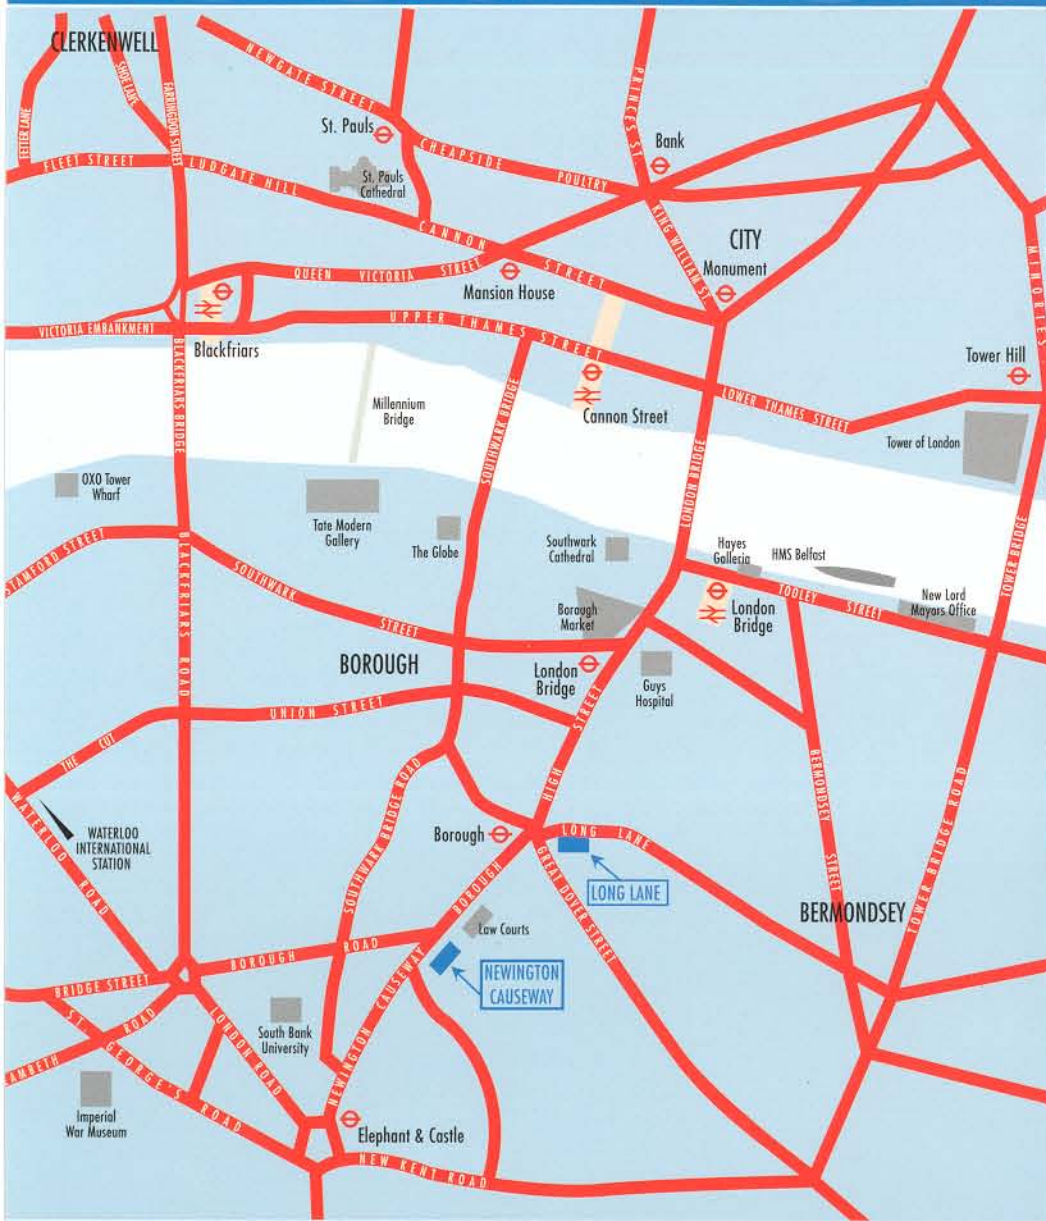 CLERKENWELL
NEWGATE STREET
SHOE LANE
FARRINGDON STREET
FETTER LANE
PRINCES ST.
St. Pauls
Bank
CHEAPSIDE
FLEET STREET
LUDGATE HILL
St. Pauls
Cathedral
POULTRY
KING WILLIAM ST.
CANNON STREET
CITY
Monument
MINORIES
QUEEN VICTORIA STREET
Mansion House
UPPER THAMES STREET
VICTORIA EMBANKMENT
Blackfriars
BLACKFRIARS BRIDGE
Tower Hill
Millennium
Bridge
SOUTHWARK BRIDGE
Cannon Street
LOWER THAMES STREET
Tower of London
LONDON BRIDGE
OXO Tower
Wharf
Tate Modern
Gallery
The Globe
Southwark
Cathedral
Hayes
Galleria
HMS Belfast
TOWER BRIDGE
STAMFORD STREET
BLACKFRIARS ROAD
SOUTHWARK STREET
TOOLEY STREET
New Lord
Mayors Office
Borough
Market
London
Bridge
BOROUGH
London
Bridge
Guys
Hospital
UNION STREET
THE CUT
HIGH STREET
BERMONDSEY STREET
TOWER BRIDGE ROAD
WATERLOO ROAD
WATERLOO
INTERNATIONAL
STATION
SOUTHWARK BRIDGE ROAD
Borough
LONG LANE
LONG LANE
GREAT DOVER STREET
BOROUGH
BERMONDSEY
Law Courts
BOROUGH ROAD
NEWINGTON
CAUSEWAY
BRIDGE STREET
NEWINGTON CAUSEWAY
ST. GEORGE'S ROAD
AMBETH ROAD
LONDON ROAD
South Bank
University
Imperial
War Museum
Elephant & Castle
NEW KENT ROAD